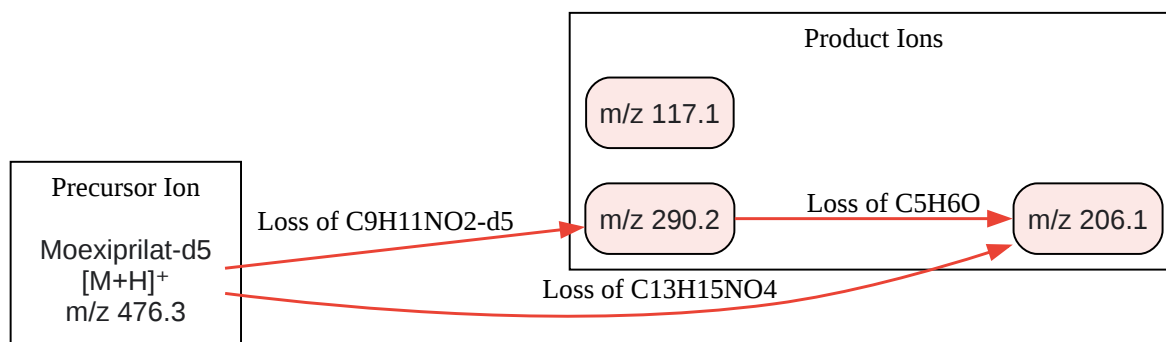 Product Ions
m/z 117.1
Precursor Ion
Moexiprilat-d5
[M+H]⁺
m/z 476.3
Loss of C9H11NO2-d5
m/z 290.2
Loss of C5H6O
m/z 206.1
Loss of C13H15NO4